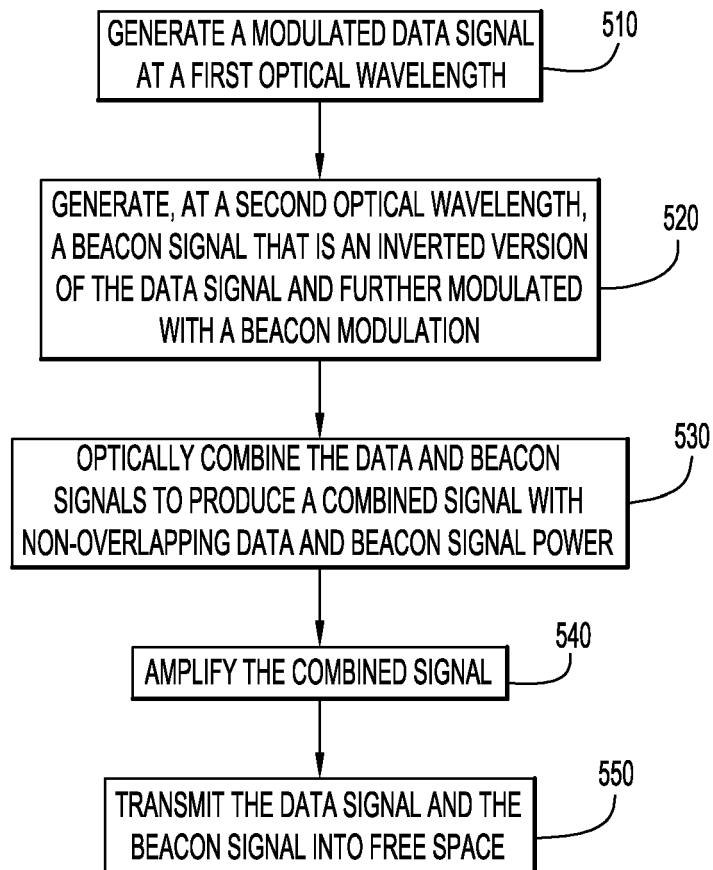 GENERATE A MODULATED DATA SIGNAL
AT A FIRST OPTICAL WAVELENGTH
510
GENERATE, AT A SECOND OPTICAL WAVELENGTH,
A BEACON SIGNAL THAT IS AN INVERTED VERSION
OF THE DATA SIGNAL AND FURTHER MODULATED
WITH A BEACON MODULATION
520
OPTICALLY COMBINE THE DATA AND BEACON
SIGNALS TO PRODUCE A COMBINED SIGNAL WITH
NON-OVERLAPPING DATA AND BEACON SIGNAL POWER
530
AMPLIFY THE COMBINED SIGNAL
540
TRANSMIT THE DATA SIGNAL AND THE
BEACON SIGNAL INTO FREE SPACE
550